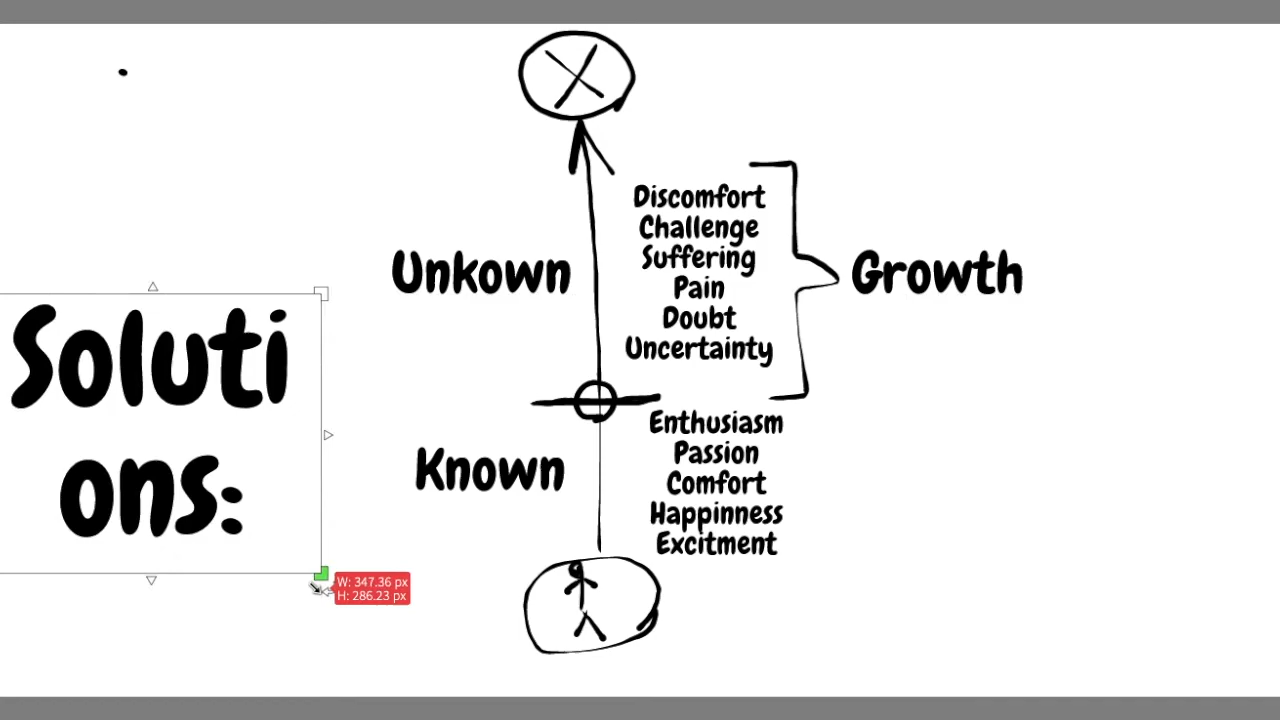 Soluti
ons:
Unkown
Known
Discomfort
Challenge
Suffering
Pain
Doubt
Uncertainty
Growth
Enthusiasm
Passion
Comfort
Happinness
Excitment
W: 347.36 px
H: 286.23 px